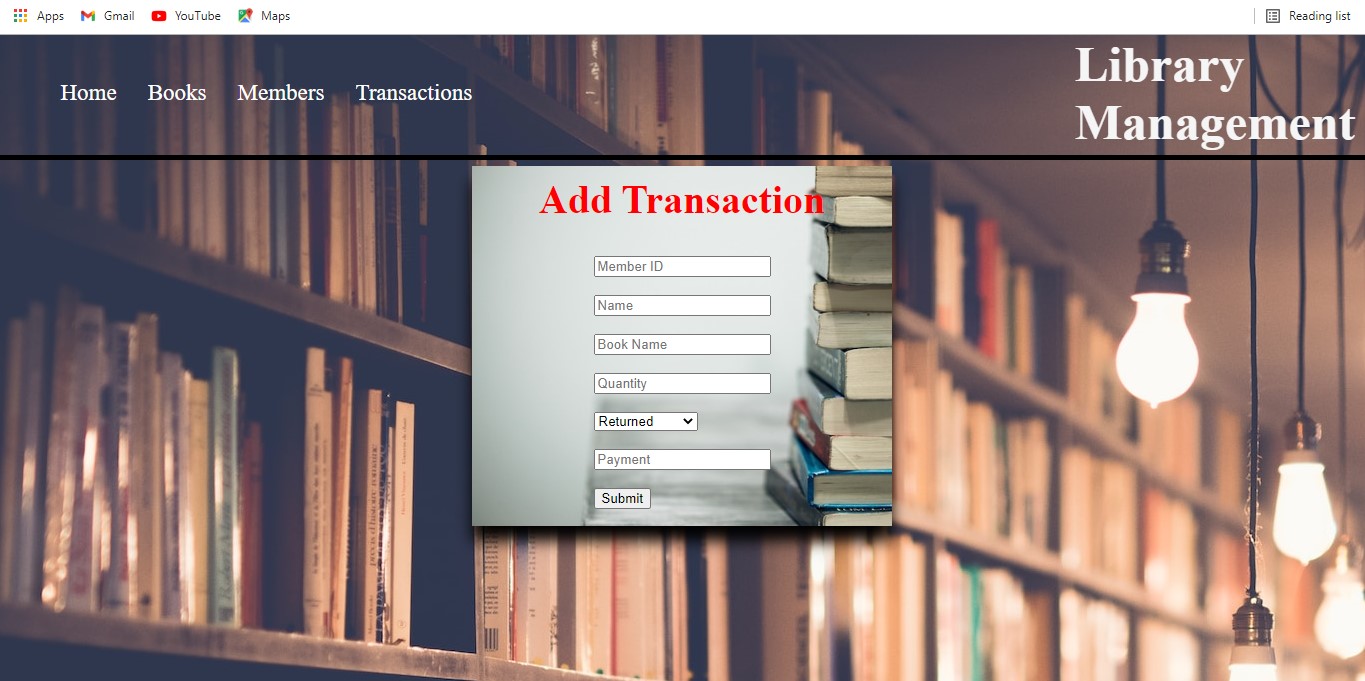 Apps Gmail YouTube Maps Reading list
Library
Home Books Members Transactions
Management
Add Transaction
Member ID
Name
Book Name
Quantity
Returned
Payment
Submit